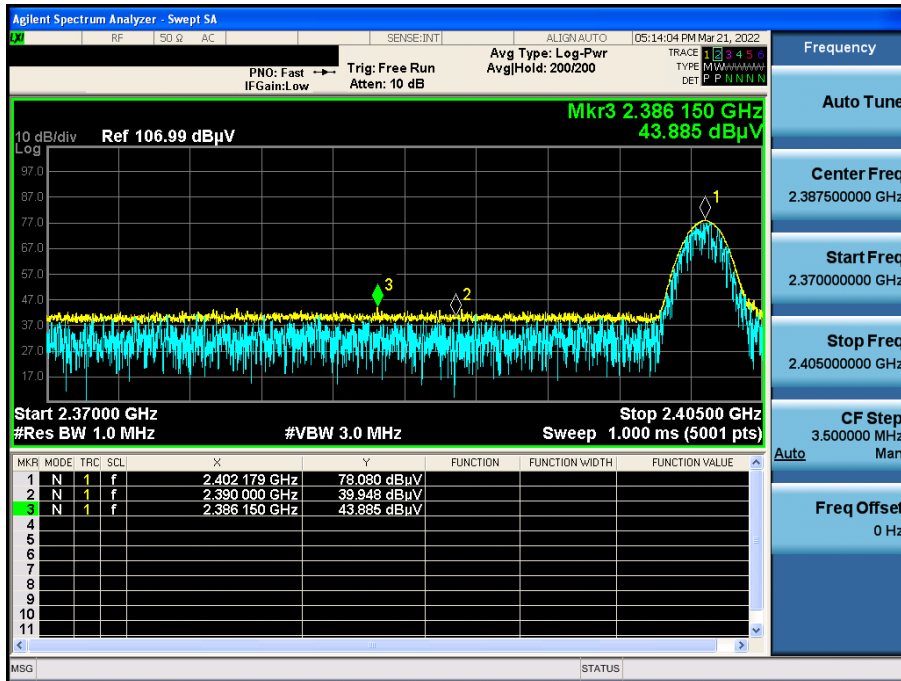 Agilent Spectrum Analyzer - Swept SA
LXI RF 50 Ω AC SENSE:INT ALIGN AUTO 05:14:04 PM Mar 21, 2022
PNO: Fast Trig: Free Run Avg Type: Log-Pwr TRACE 1 2 3 4 5 6
IFGain:Low Atten: 10 dB Avg|Hold: 200/200 TYPE MWWWWW
DET P P N N N N
Mkr3 2.386 150 GHz
43.885 dBµV
10 dB/div Ref 106.99 dBµV
Log
97.0
87.0
77.0
67.0
57.0
47.0
37.0
27.0
17.0
1
3
2
Start 2.37000 GHz Stop 2.40500 GHz
#Res BW 1.0 MHz #VBW 3.0 MHz Sweep 1.000 ms (5001 pts)
MKR MODE TRC SCL X Y FUNCTION FUNCTION WIDTH FUNCTION VALUE
1 N 1 f 2.402 179 GHz 78.080 dBµV
2 N 1 f 2.390 000 GHz 39.948 dBµV
3 N 1 f 2.386 150 GHz 43.885 dBµV
4
5
6
7
8
9
10
11
MSG STATUS
Frequency
Auto Tune
Center Freq
2.387500000 GHz
Start Freq
2.370000000 GHz
Stop Freq
2.405000000 GHz
CF Step
3.500000 MHz
Auto Man
Freq Offset
0 Hz